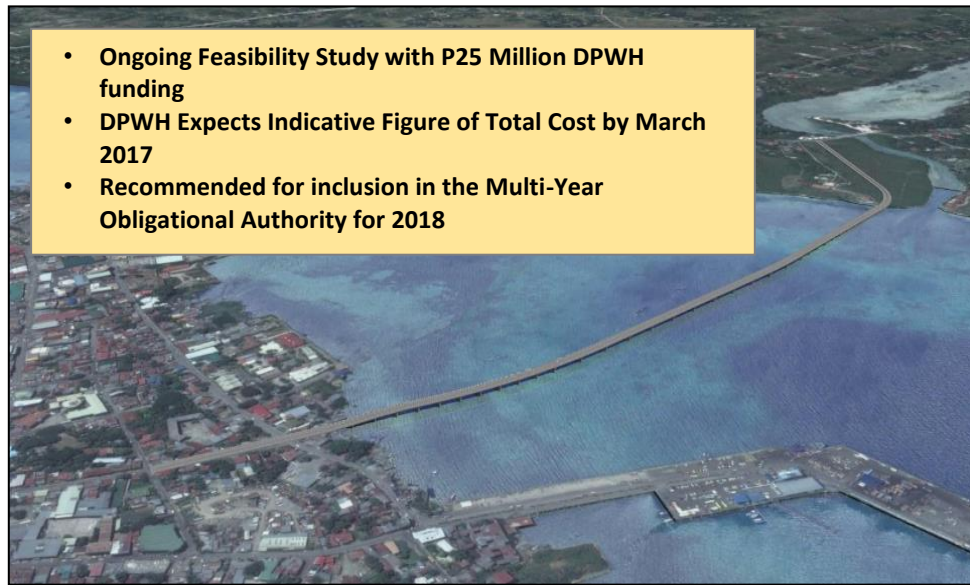 • Ongoing Feasibility Study with P25 Million DPWH
funding
• DPWH Expects Indicative Figure of Total Cost by March
2017
• Recommended for inclusion in the Multi-Year
Obligational Authority for 2018